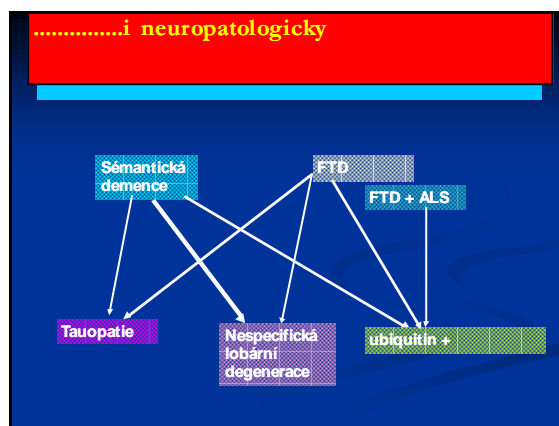 ...............i neuropatologicky
Sémantická
demence
FTD
FTD + ALS
Tauopatie
Nespecifická
lobární
degenerace
ubiquitin +